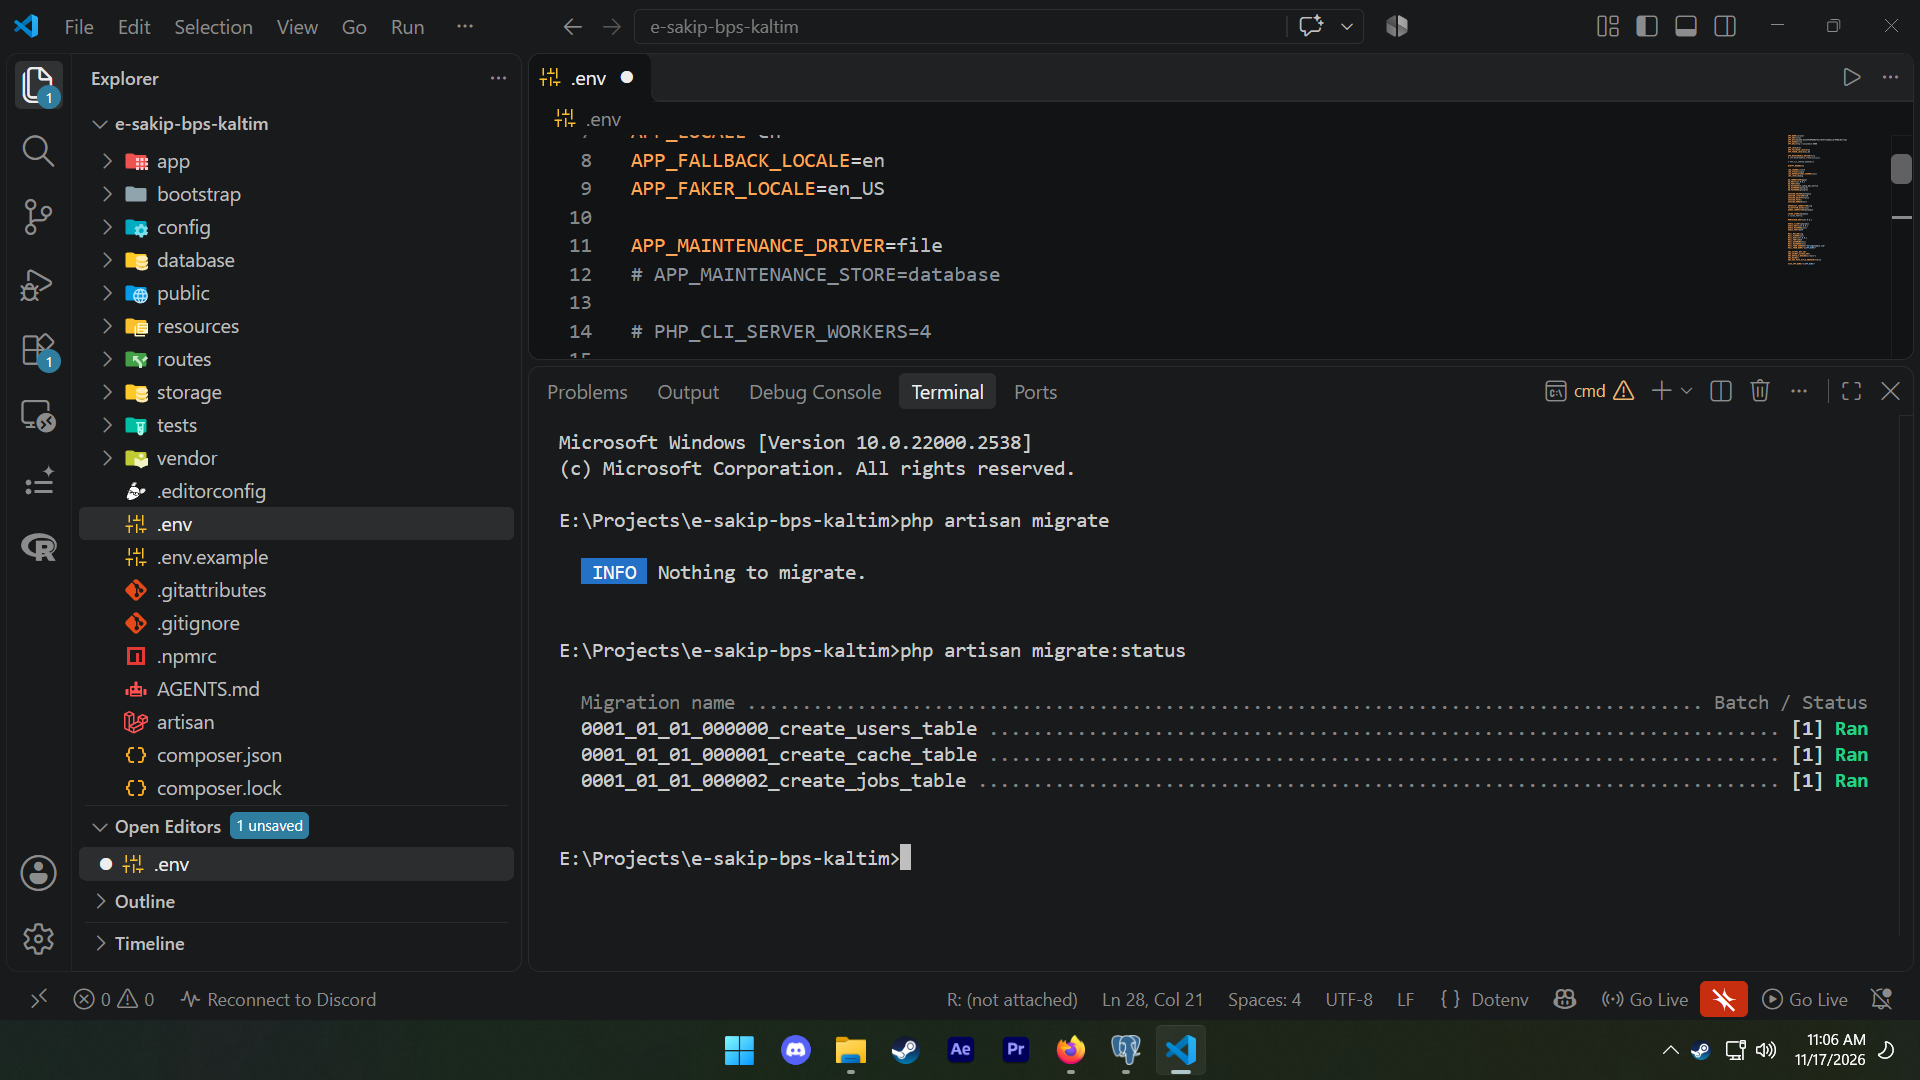 File Edit Selection View Go Run ···
e-sakip-bps-kaltim
Explorer
e-sakip-bps-kaltim
app
bootstrap
config
database
public
resources
routes
storage
tests
vendor
.editorconfig
.env
.env.example
.gitattributes
.gitignore
.npmrc
AGENTS.md
artisan
composer.json
composer.lock
Open Editors 1 unsaved
.env
Outline
Timeline
1
1
.env
.env
8 APP_FALLBACK_LOCALE=en
9 APP_FAKER_LOCALE=en_US
10
11 APP_MAINTENANCE_DRIVER=file
12 # APP_MAINTENANCE_STORE=database
13
14 # PHP_CLI_SERVER_WORKERS=4
Problems Output Debug Console Terminal Ports
cmd
Microsoft Windows [Version 10.0.22000.2538]
(c) Microsoft Corporation. All rights reserved.
E:\Projects\e-sakip-bps-kaltim>php artisan migrate
INFO Nothing to migrate.
E:\Projects\e-sakip-bps-kaltim>php artisan migrate:status
Migration name ........................................................................................ Batch / Status
0001_01_01_000000_create_users_table ......................................................................... [1] Ran
0001_01_01_000001_create_cache_table ......................................................................... [1] Ran
0001_01_01_000002_create_jobs_table .......................................................................... [1] Ran
E:\Projects\e-sakip-bps-kaltim>
0 0 Reconnect to Discord
R: (not attached) Ln 28, Col 21 Spaces: 4 UTF-8 LF { } Dotenv Go Live Go Live
Ae Pr
11:06 AM
11/17/2026